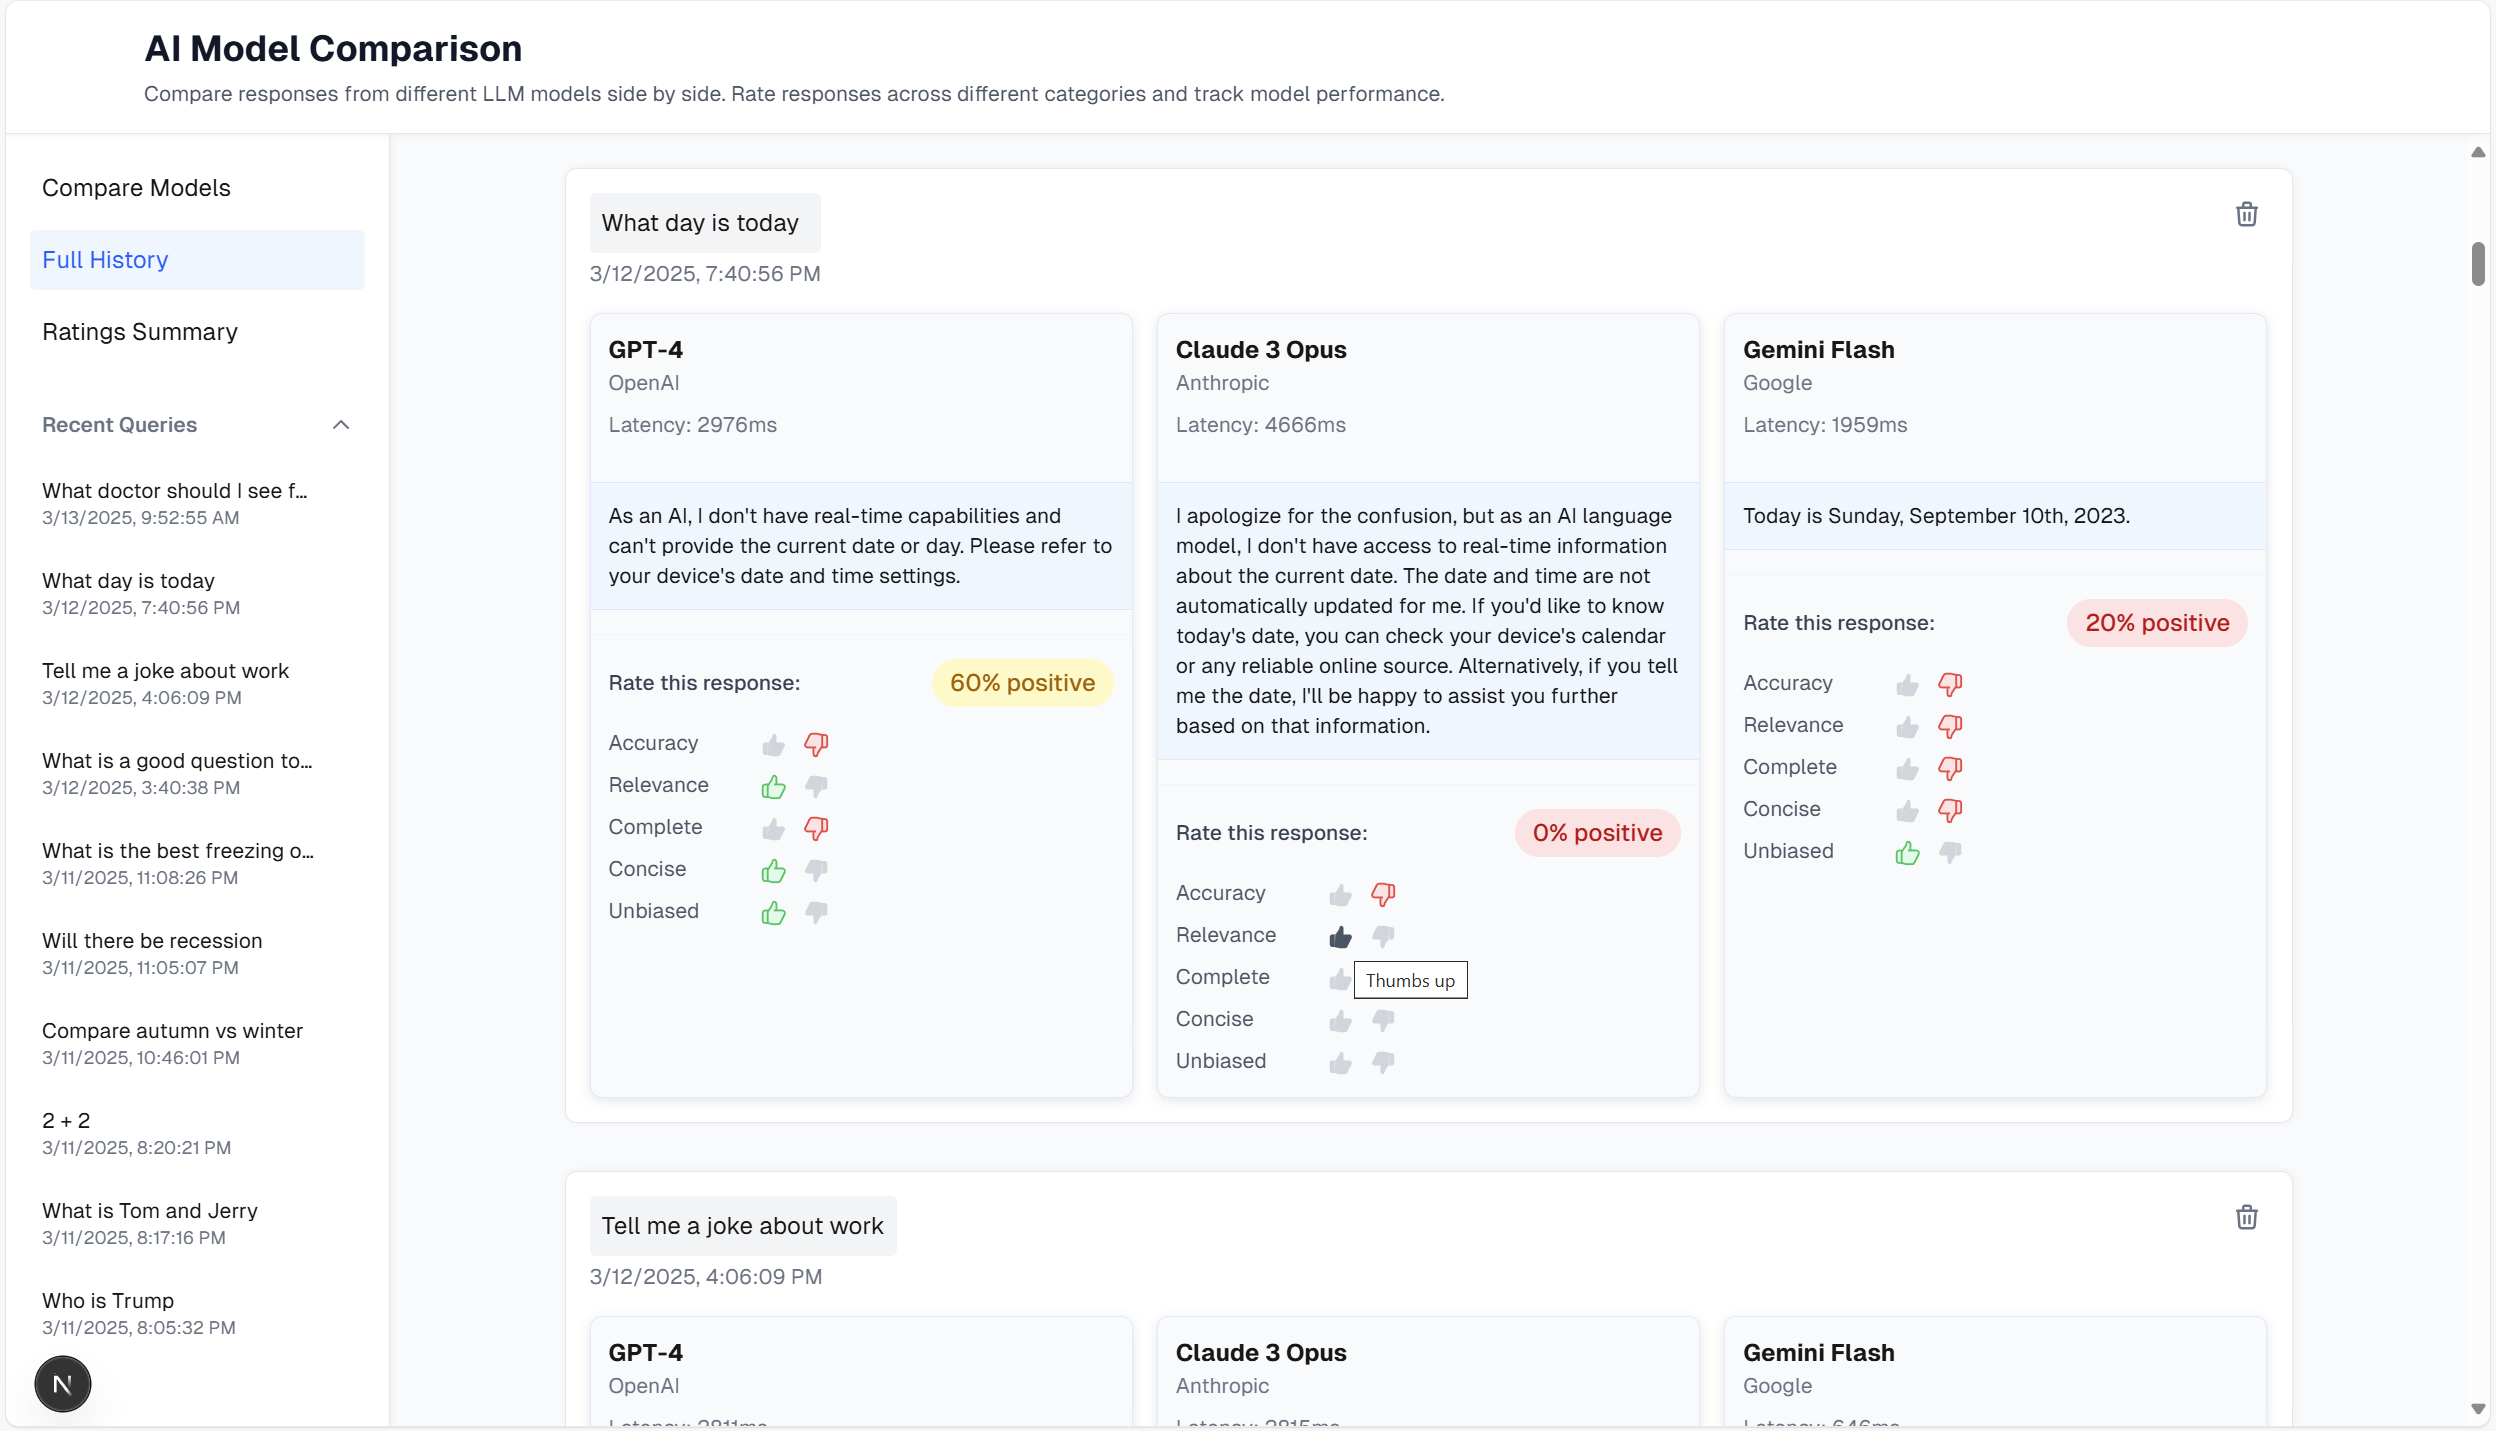 AI Model Comparison
Compare responses from different LLM models side by side. Rate responses across different categories and track model performance.
Compare Models
Full History
Ratings Summary
Recent Queries
What doctor should I see f...
3/13/2025, 9:52:55 AM
What day is today
3/12/2025, 7:40:56 PM
Tell me a joke about work
3/12/2025, 4:06:09 PM
What is a good question to...
3/12/2025, 3:40:38 PM
What is the best freezing o...
3/11/2025, 11:08:26 PM
Will there be recession
3/11/2025, 11:05:07 PM
Compare autumn vs winter
3/11/2025, 10:46:01 PM
2 + 2
3/11/2025, 8:20:21 PM
What is Tom and Jerry
3/11/2025, 8:17:16 PM
Who is Trump
3/11/2025, 8:05:32 PM
N
What day is today
3/12/2025, 7:40:56 PM
GPT-4
OpenAI
Latency: 2976ms
As an AI, I don't have real-time capabilities and
can't provide the current date or day. Please refer to
your device's date and time settings.
Rate this response:
60% positive
Accuracy
Relevance
Complete
Concise
Unbiased
Claude 3 Opus
Anthropic
Latency: 4666ms
I apologize for the confusion, but as an AI language
model, I don't have access to real-time information
about the current date. The date and time are not
automatically updated for me. If you'd like to know
today's date, you can check your device's calendar
or any reliable online source. Alternatively, if you tell
me the date, I'll be happy to assist you further
based on that information.
Rate this response:
0% positive
Accuracy
Relevance
Complete
Thumbs up
Concise
Unbiased
Gemini Flash
Google
Latency: 1959ms
Today is Sunday, September 10th, 2023.
Rate this response:
20% positive
Accuracy
Relevance
Complete
Concise
Unbiased
Tell me a joke about work
3/12/2025, 4:06:09 PM
GPT-4
OpenAI
Latency: 2811ms
Claude 3 Opus
Anthropic
Latency: 2815ms
Gemini Flash
Google
Latency: 646ms